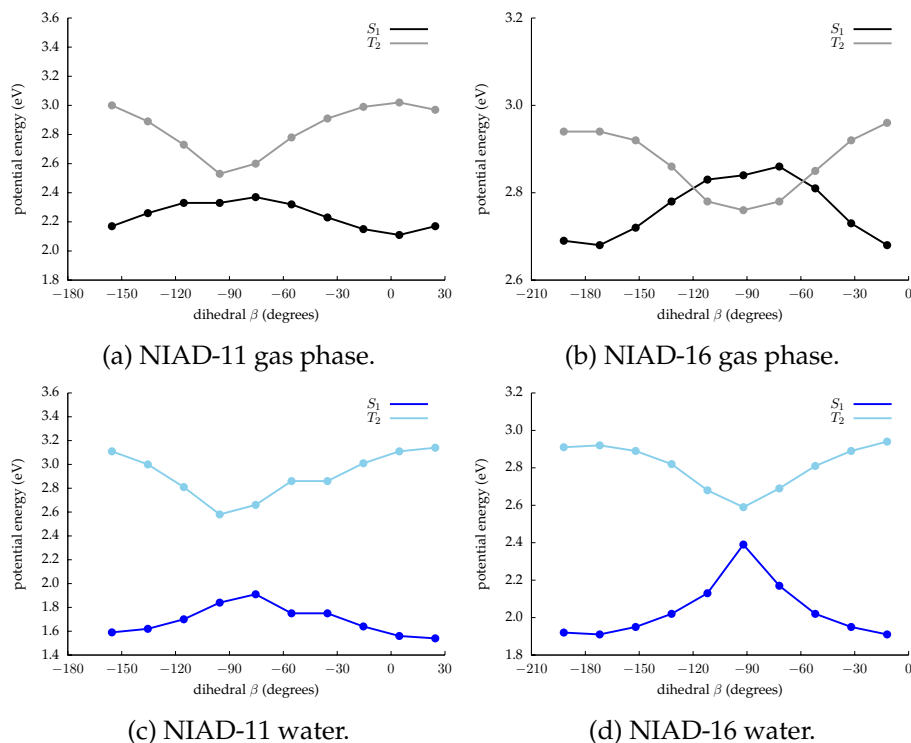 3.6
3.4
3.2
3.0
2.8
2.6
2.4
2.2
2.0
1.8
−180 −150 −120 −90 −60 −30 0 30
potential energy (eV)
dihedral β (degrees)
S1
T2
(a) NIAD-11 gas phase.
3.2
3.0
2.8
2.6
−210 −180 −150 −120 −90 −60 −30 0
potential energy (eV)
dihedral β (degrees)
S1
T2
(b) NIAD-16 gas phase.
3.6
3.4
3.2
3.0
2.8
2.6
2.4
2.2
2.0
1.8
1.6
1.4
−180 −150 −120 −90 −60 −30 0 30
potential energy (eV)
dihedral β (degrees)
S1
T2
(c) NIAD-11 water.
3.2
3.0
2.8
2.6
2.4
2.2
2.0
1.8
−210 −180 −150 −120 −90 −60 −30 0
potential energy (eV)
dihedral β (degrees)
S1
T2
(d) NIAD-16 water.